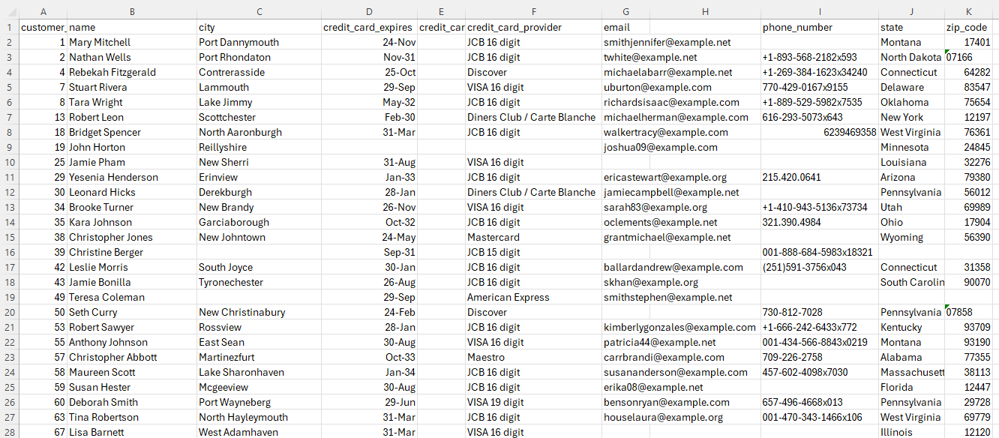 A B C D E F G H I J K
1 customer_ name city credit_card_expires credit_car credit_card_provider email phone_number state zip_code
2 1 Mary Mitchell Port Dannymouth 24-Nov JCB 16 digit smithjennifer@example.net Montana 17401
3 2 Nathan Wells Port Rhondaton Nov-31 JCB 16 digit twhite@example.net +1-893-568-2182x593 North Dakota 07166
4 4 Rebekah Fitzgerald Contrerasside 25-Oct Discover michaelabarr@example.net +1-269-384-1623x34240 Connecticut 64282
5 7 Stuart Rivera Lammouth 29-Sep VISA 16 digit uburton@example.com 770-429-0167x9155 Delaware 83547
6 8 Tara Wright Lake Jimmy May-32 JCB 16 digit richardsisaac@example.com +1-889-529-5982x7535 Oklahoma 75654
7 13 Robert Leon Scottchester Feb-30 Diners Club / Carte Blanche michaelherman@example.com 616-293-5073x643 New York 12197
8 18 Bridget Spencer North Aaronburgh 31-Mar JCB 16 digit walkertracy@example.com 6239469358 West Virginia 76361
9 19 John Horton Reillyshire joshua09@example.com Minnesota 24845
10 25 Jamie Pham New Sherri 31-Aug VISA 16 digit Louisiana 32276
11 29 Yesenia Henderson Erinview Jan-33 JCB 16 digit ericastewart@example.org 215.420.0641 Arizona 79380
12 30 Leonard Hicks Derekburgh 28-Jan Diners Club / Carte Blanche jamiecampbell@example.net Pennsylvania 56012
13 34 Brooke Turner New Brandy 26-Nov VISA 16 digit sarah83@example.org +1-410-943-5136x73734 Utah 69989
14 35 Kara Johnson Garciaborough Oct-32 JCB 16 digit oclements@example.net 321.390.4984 Ohio 17904
15 38 Christopher Jones New Johntown 24-May Mastercard grantmichael@example.net Wyoming 56390
16 39 Christine Berger Sep-31 JCB 15 digit 001-888-684-5983x18321
17 42 Leslie Morris South Joyce 30-Jan JCB 16 digit ballardandrew@example.com (251)591-3756x043 Connecticut 31358
18 43 Jamie Bonilla Tyronechester 26-Aug JCB 16 digit skhan@example.org South Carolin 90070
19 49 Teresa Coleman 29-Sep American Express smithstephen@example.net
20 50 Seth Curry New Christinabury 24-Feb Discover 730-812-7028 Pennsylvania 07858
21 53 Robert Sawyer Rossview 28-Jan JCB 16 digit kimberlygonzales@example.com +1-666-242-6433x772 Kentucky 93709
22 55 Anthony Johnson East Sean 30-Aug VISA 16 digit patricia44@example.net 001-434-566-8843x0219 Montana 93190
23 57 Christopher Abbott Martinezfurt Oct-33 Maestro carrbrandi@example.com 709-226-2758 Alabama 77355
24 58 Maureen Scott Lake Sharonhaven Jan-34 JCB 16 digit susananderson@example.com 457-602-4098x7030 Massachusett 38113
25 59 Susan Hester Mcgeeview 30-Aug JCB 16 digit erika08@example.net Florida 12447
26 60 Deborah Smith Port Wayneberg 29-Jun VISA 19 digit bensonryan@example.com 657-496-4668x013 Pennsylvania 29728
27 63 Tina Robertson North Hayleymouth 31-Mar JCB 16 digit houselaura@example.org 001-470-343-1466x106 West Virginia 69779
28 67 Lisa Barnett West Adamhaven 31-Mar VISA 16 digit Illinois 12120